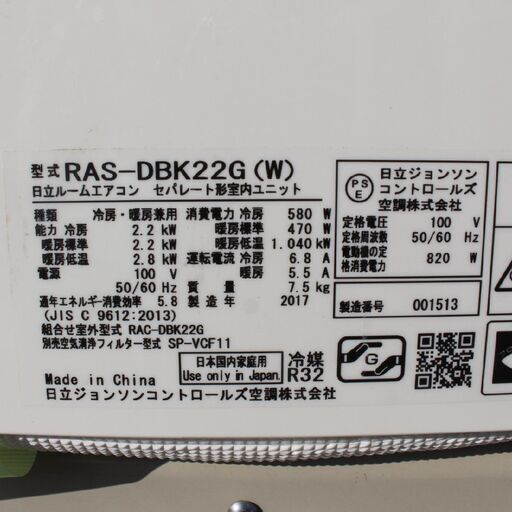 型式 RAS-DBK22G (W)
日立ルームエアコン セパレート形室内ユニット
種類 冷房・暖房兼用 消費電力 冷房 580 W
能力 冷房 2.2 kW 暖房標準 470 W
暖房標準 2.2 kW 暖房低温 1.040 kW
暖房低温 2.8 kW 運転電流 冷房 6.8 A
電源 100 V 暖房 5.5 A
50/60 Hz 質量 7.5 kg
通年エネルギー消費効率 5.8 製造年 2017
(JIS C 9612:2013)
組合せ室外型式 RAC-DBK22G
別売空気清浄フィルター型式 SP-VCF11
日本国内家庭用
Use only in Japan.
冷媒
R32
Made in China
日立ジョンソンコントロールズ空調株式会社
PSE
日立ジョンソン
コントロールズ
空調株式会社
定格電圧 100 V
定格周波数 50/60 Hz
電動機の定格消費電力 820 W
製造番号 001513
G